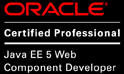 ORACLE
Certified Professional
Java EE 5 Web
Component Developer